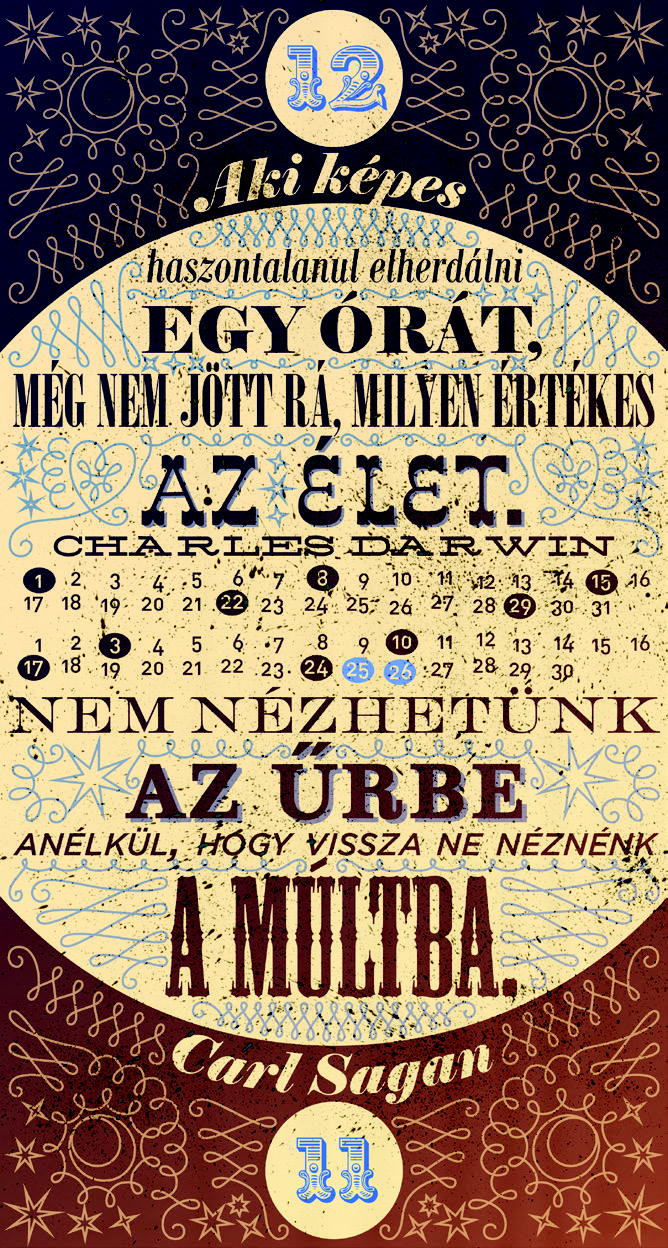 12
Aki képes
haszontalanul elherdálni
EGY ÓRÁT,
MÉG NEM JÖTT RÁ, MILYEN ÉRTÉKES
AZ ÉLET.
CHARLES DARWIN
1 2 3 4 5 6 7 8 9 10 11 12 13 14 15 16
17 18 19 20 21 22 23 24 25 26 27 28 29 30 31
1 2 3 4 5 6 7 8 9 10 11 12 13 14 15 16
17 18 19 20 21 22 23 24 25 26 27 28 29 30
NEM NÉZHETÜNK
AZ ŰRBE
ANÉLKÜL, HOGY VISSZA NE NÉZNÉNK
A MÚLTBA.
Carl Sagan
11